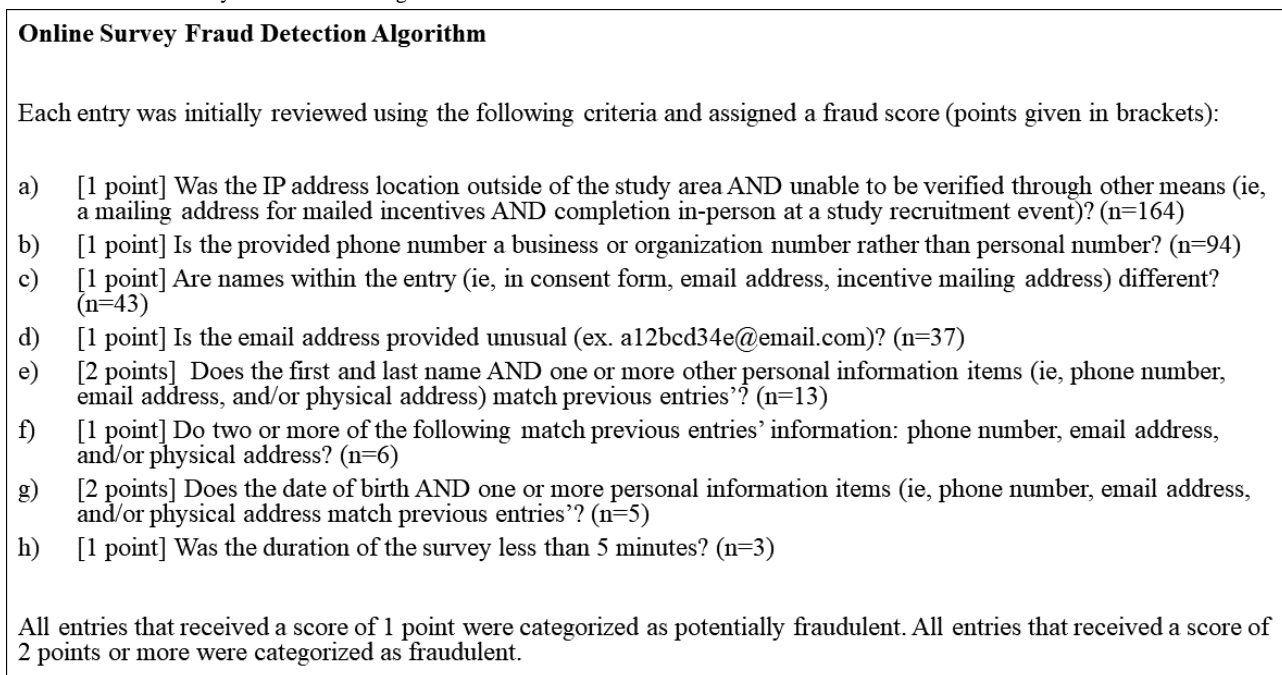 Online Survey Fraud Detection Algorithm
Each entry was initially reviewed using the following criteria and assigned a fraud score (points given in brackets):
a) [1 point] Was the IP address location outside of the study area AND unable to be verified through other means (ie,
a mailing address for mailed incentives AND completion in-person at a study recruitment event)? (n=164)
b) [1 point] Is the provided phone number a business or organization number rather than personal number? (n=94)
c) [1 point] Are names within the entry (ie, in consent form, email address, incentive mailing address) different?
(n=43)
d) [1 point] Is the email address provided unusual (ex. a12bcd34e@email.com)? (n=37)
e) [2 points] Does the first and last name AND one or more other personal information items (ie, phone number,
email address, and/or physical address) match previous entries’? (n=13)
f) [1 point] Do two or more of the following match previous entries’ information: phone number, email address,
and/or physical address? (n=6)
g) [2 points] Does the date of birth AND one or more personal information items (ie, phone number, email address,
and/or physical address match previous entries’? (n=5)
h) [1 point] Was the duration of the survey less than 5 minutes? (n=3)
All entries that received a score of 1 point were categorized as potentially fraudulent. All entries that received a score of
2 points or more were categorized as fraudulent.